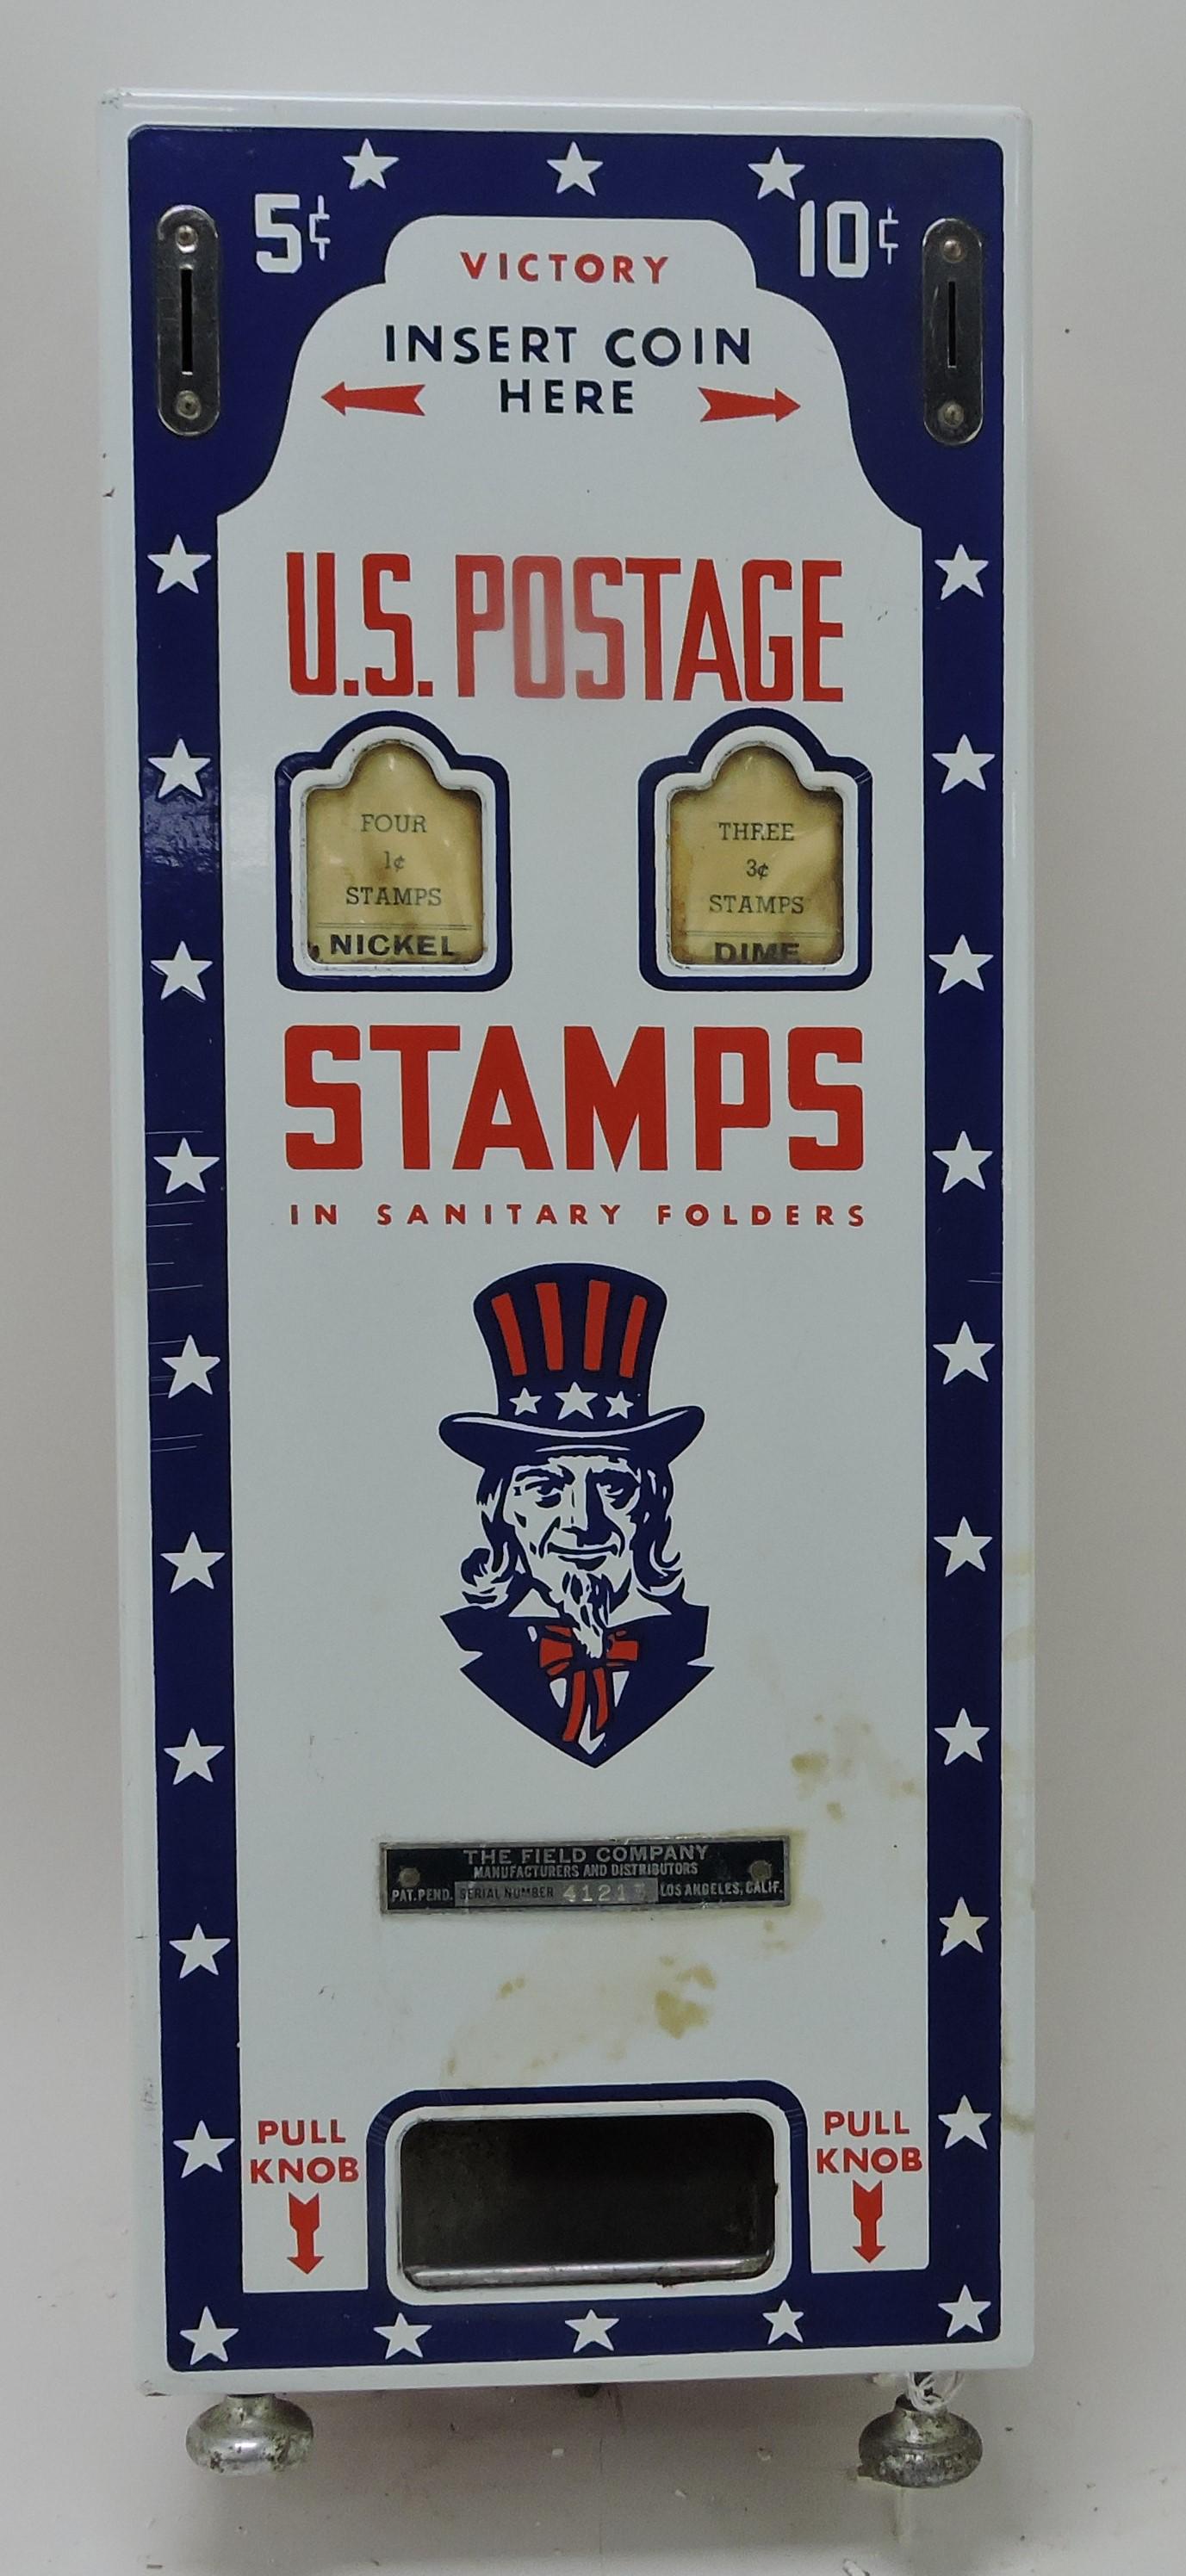 5¢
10¢
VICTORY
INSERT COIN
HERE
U.S. POSTAGE
FOUR
1¢
STAMPS
NICKEL
THREE
3¢
STAMPS
DIME
STAMPS
IN SANITARY FOLDERS
THE FIELD COMPANY
MANUFACTURERS AND DISTRIBUTORS
PAT. PEND. SERIAL NUMBER LOS ANGELES, CALIF.
PULL
KNOB
PULL
KNOB